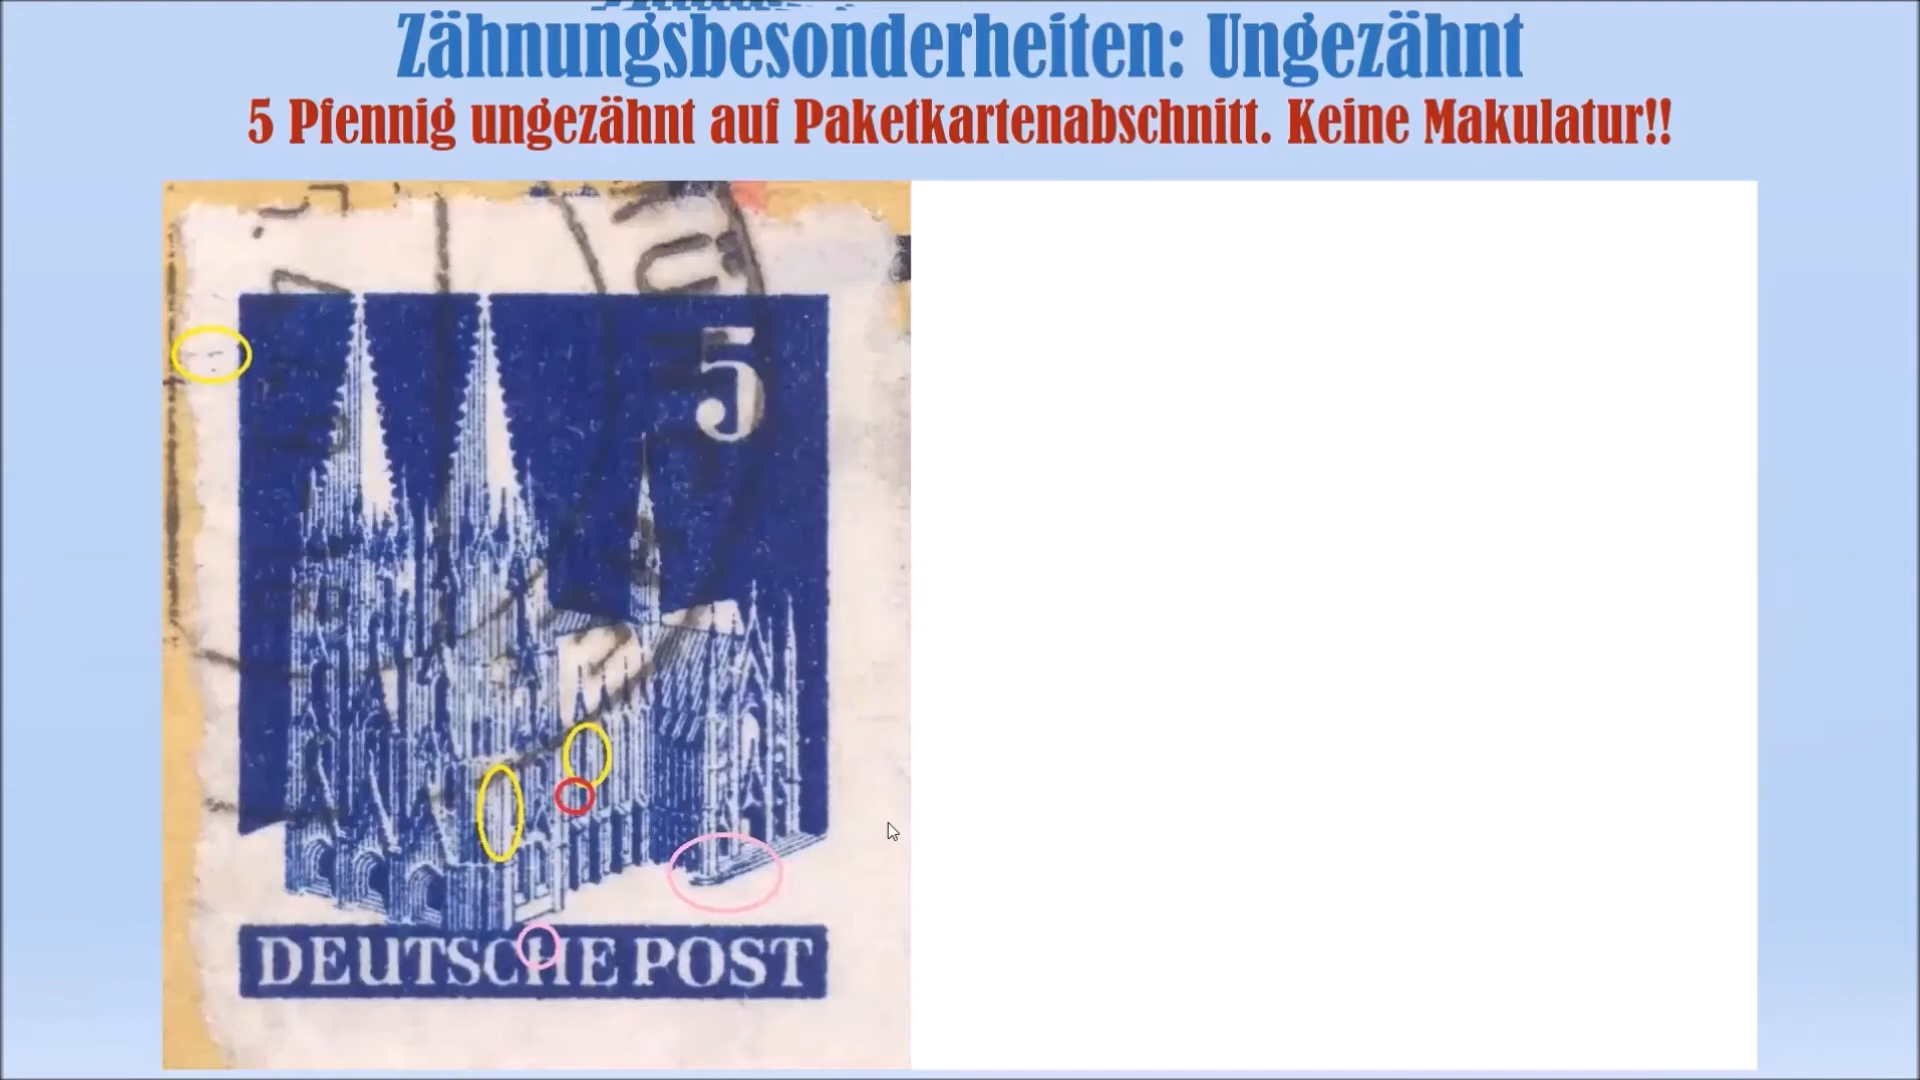 Zähnungsbesonderheiten: Ungezähnt
5 Pfennig ungezähnt auf Paketkartenabschnitt. Keine Makulatur!!
5
DEUTSCHE POST